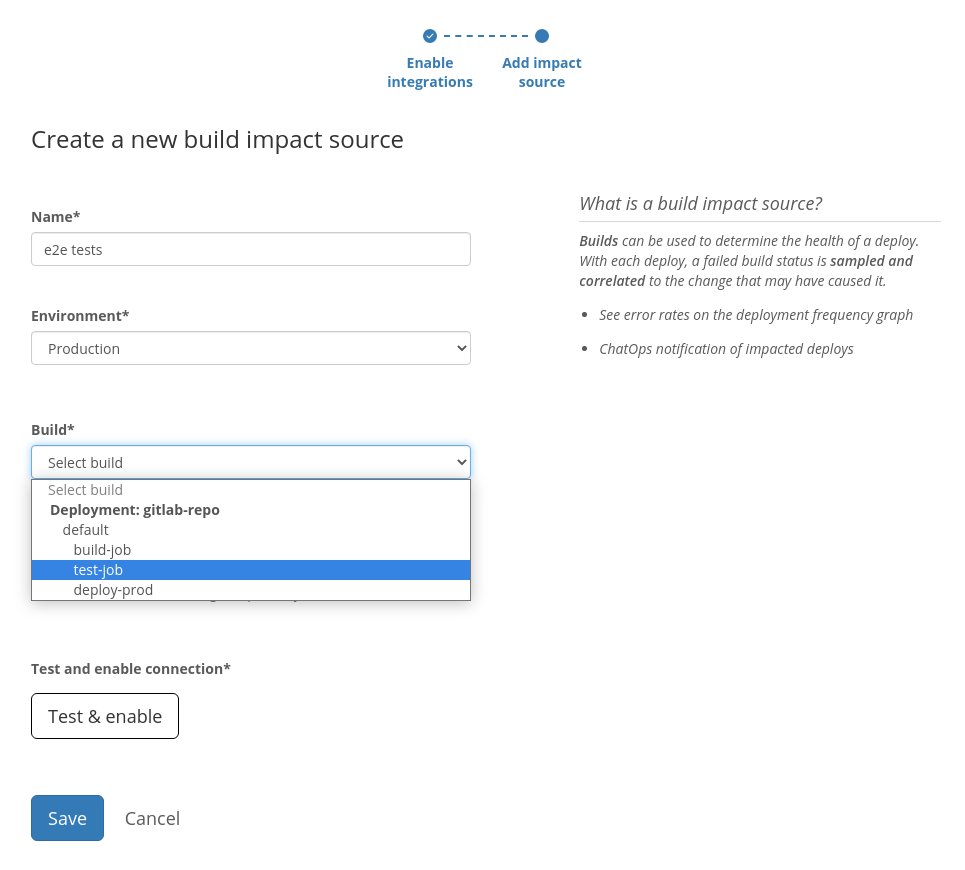 Enable
integrations
Add impact
source
Create a new build impact source
Name*
e2e tests
Environment*
Production
Build*
Select build
Select build
Deployment: gitlab-repo
default
build-job
test-job
deploy-prod
Test and enable connection*
Test & enable
Save
Cancel
What is a build impact source?
Builds can be used to determine the health of a deploy.
With each deploy, a failed build status is sampled and
correlated to the change that may have caused it.
See error rates on the deployment frequency graph
ChatOps notification of impacted deploys